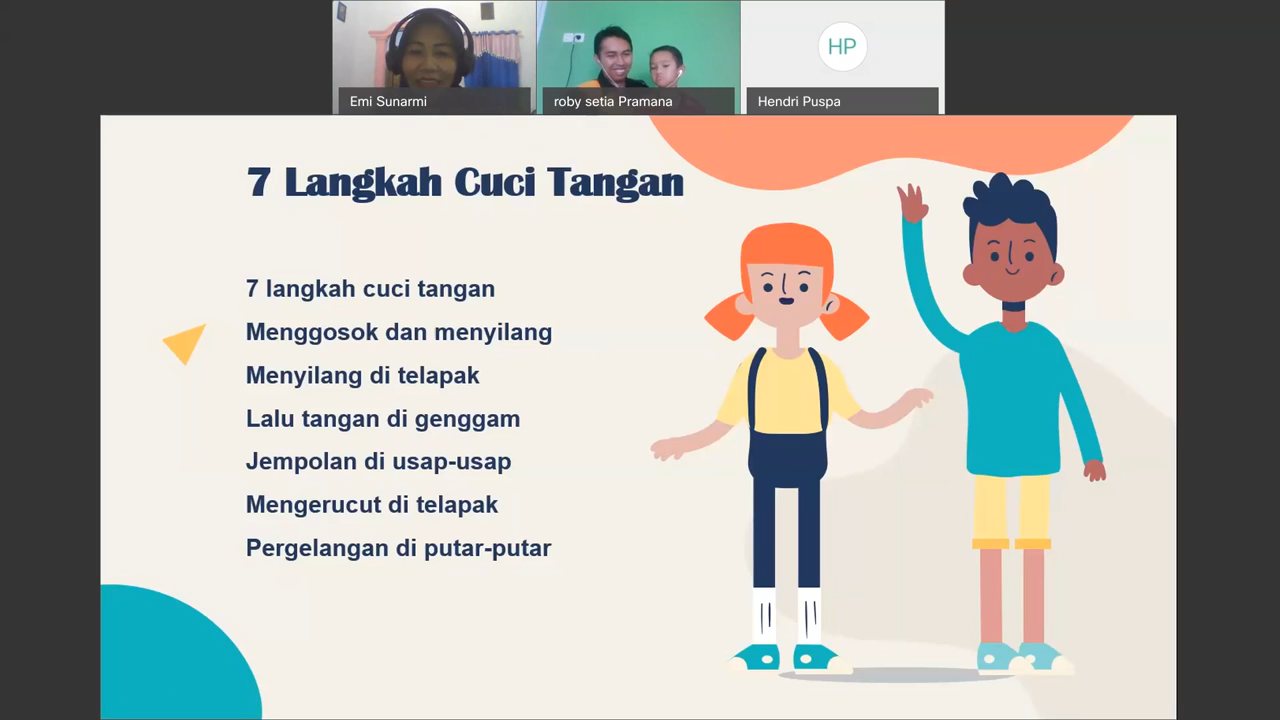 Emi Sunarmi
roby setia Pramana
HP
Hendri Puspa
7 Langkah Cuci Tangan
7 langkah cuci tangan
Menggosok dan menyilang
Menyilang di telapak
Lalu tangan di genggam
Jempolan di usap-usap
Mengerucut di telapak
Pergelangan di putar-putar